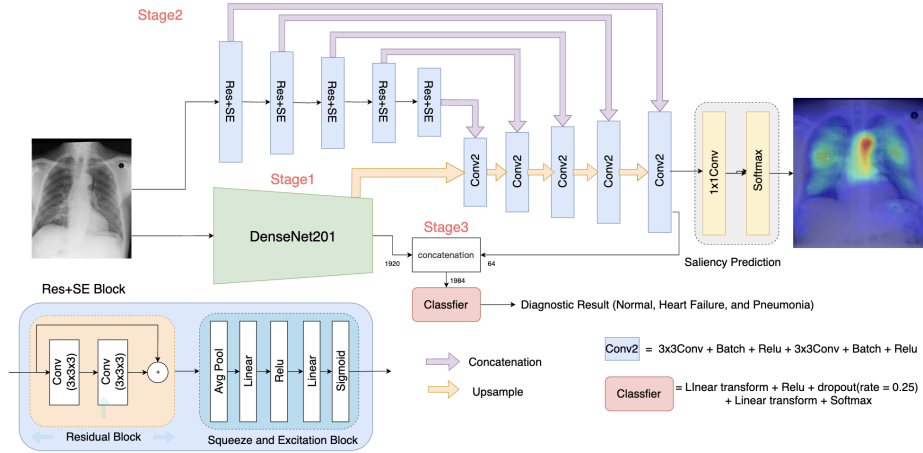 Stage2
Res+SE
Res+SE
Res+SE
Res+SE
Res+SE
Conv2
Conv2
Conv2
Conv2
Conv2
1x1Conv
Softmax
Saliency Prediction
Stage1
DenseNet201
Stage3
1920
concatenation
64
1984
Classfier
Diagnostic Result (Normal, Heart Failure, and Pneumonia)
Res+SE Block
Conv
(3x3x3)
Conv
(3x3x3)
+
Residual Block
Avg Pool
Linear
Relu
Linear
Sigmoid
Squeeze and Excitation Block
Concatenation
Upsample
Conv2 = 3x3Conv + Batch + Relu + 3x3Conv + Batch + Relu
Classfier = LInear transform + Relu + dropout(rate = 0.25)
+ Linear transform + Softmax